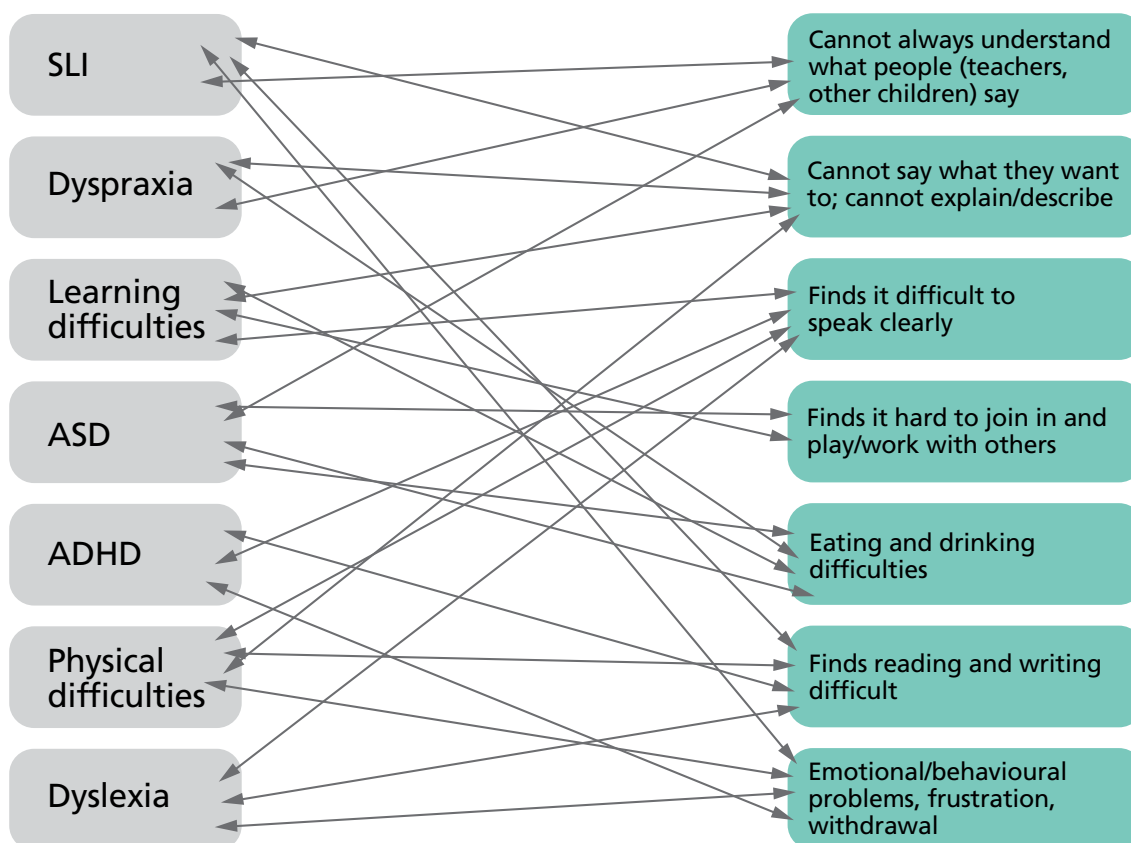 SLI
Dyspraxia
Learning
difficulties
ASD
ADHD
Physical
difficulties
Dyslexia
Cannot always understand
what people (teachers,
other children) say
Cannot say what they want
to; cannot explain/describe
Finds it difficult to
speak clearly
Finds it hard to join in and
play/work with others
Eating and drinking
difficulties
Finds reading and writing
difficult
Emotional/behavioural
problems, frustration,
withdrawal